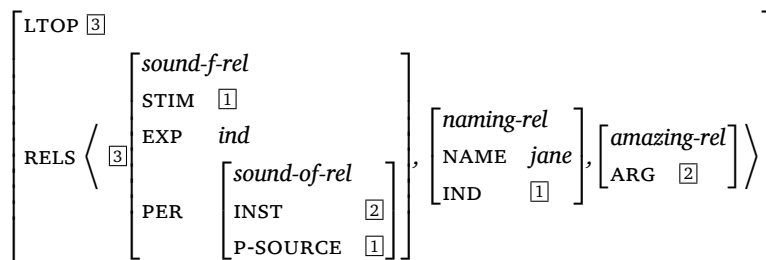 LTOP 3
sound-f-rel
STIM 1
EXP ind
RELS ⟨ 3 PER sound-of-rel
INST 2
P-SOURCE 1
, naming-rel
NAME jane
IND 1
, amazing-rel
ARG 2 ⟩